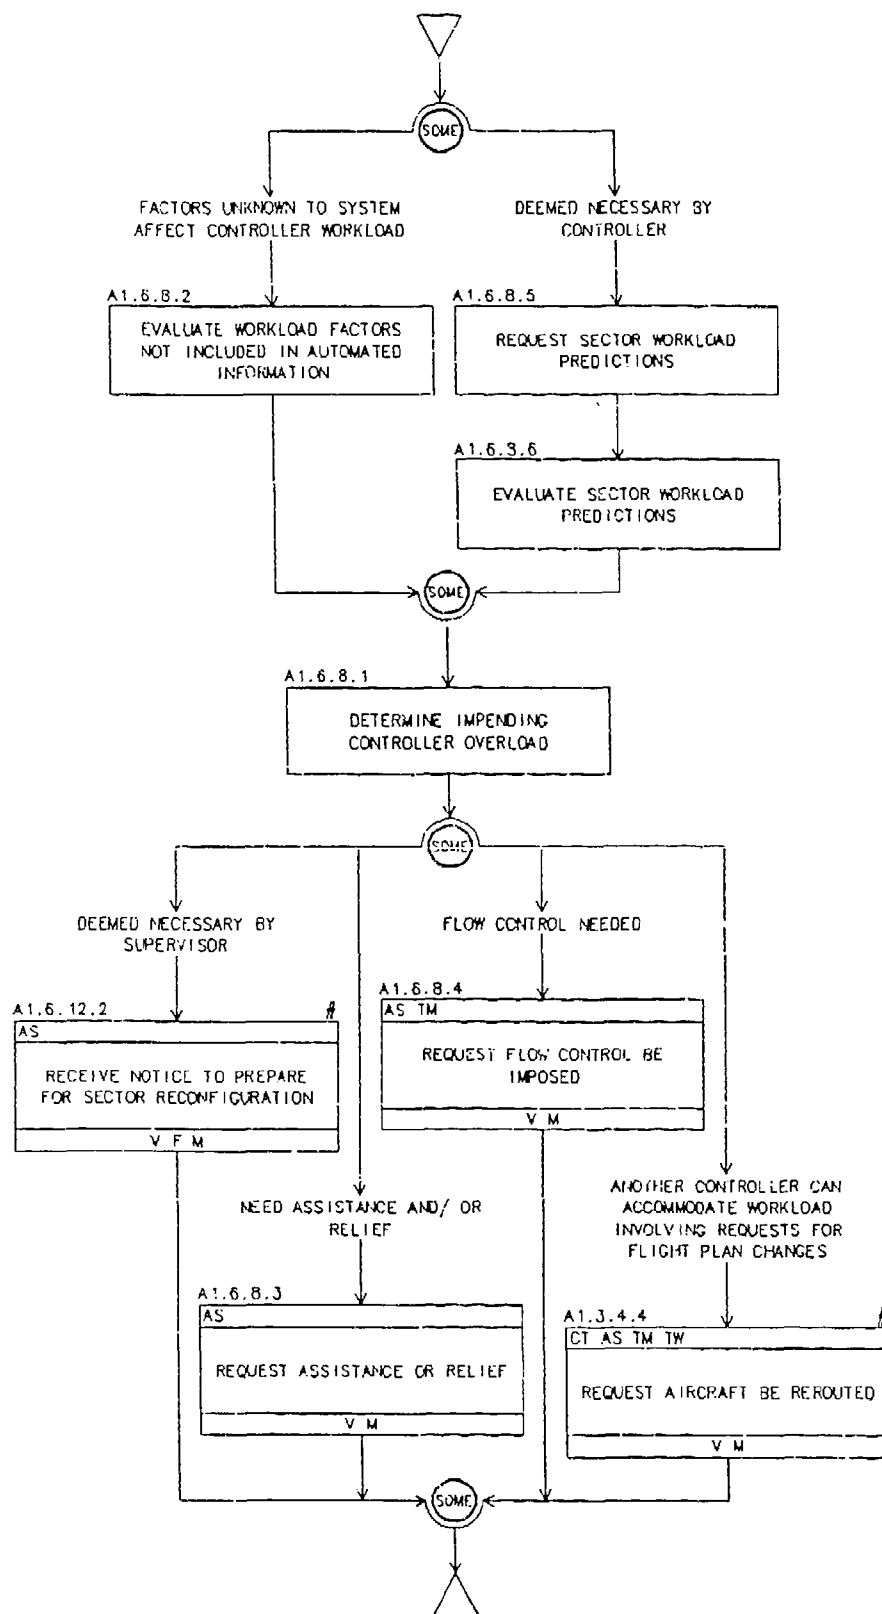 SOME
FACTORS UNKNOWN TO SYSTEM
AFFECT CONTROLLER WORKLOAD
DEEMED NECESSARY BY
CONTROLLER
A1.6.8.2
EVALUATE WORKLOAD FACTORS
NOT INCLUDED IN AUTOMATED
INFORMATION
A1.6.8.5
REQUEST SECTOR WORKLOAD
PREDICTIONS
A1.6.3.6
EVALUATE SECTOR WORKLOAD
PREDICTIONS
SOME
A1.6.8.1
DETERMINE IMPENDING
CONTROLLER OVERLOAD
SOME
DEEMED NECESSARY BY
SUPERVISOR
FLOW CONTROL NEEDED
A1.6.12.2
AS
RECEIVE NOTICE TO PREPARE
FOR SECTOR RECONFIGURATION
V F M
A1.6.8.4
AS TM
REQUEST FLOW CONTROL BE
IMPOSED
V M
NEED ASSISTANCE AND/ OR
RELIEF
ANOTHER CONTROLLER CAN
ACCOMMODATE WORKLOAD
INVOLVING REQUESTS FOR
FLIGHT PLAN CHANGES
A1.6.8.3
AS
REQUEST ASSISTANCE OR RELIEF
V M
A1.3.4.4
CT AS TM TW
REQUEST AIRCRAFT BE REROUTED
V M
SOME